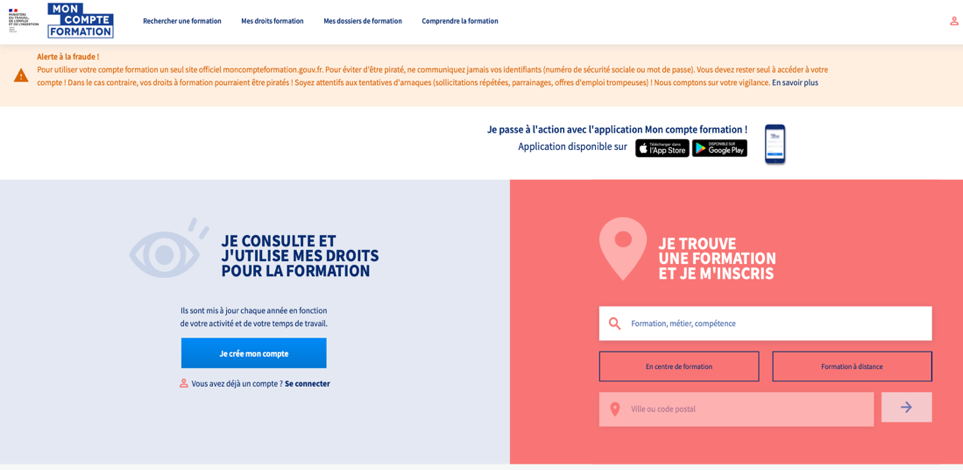 MINISTÈRE
DU TRAVAIL
DE L'EMPLOI
ET DE L'INSERTION
MON
COMPTE
FORMATION
Rechercher une formation
Mes droits formation
Mes dossiers de formation
Comprendre la formation
Alerte à la fraude !
Pour utiliser votre compte formation un seul site officiel moncompteformation.gouv.fr. Pour éviter d'être piraté, ne communiquez jamais vos identifiants (numéro de sécurité sociale ou mot de passe). Vous devez rester seul à accéder à votre
compte ! Dans le cas contraire, vos droits à formation pourraient être piratés ! Soyez attentifs aux tentatives d'arnaques (sollicitations répétées, parrainages, offres d'emploi trompeuses) ! Nous comptons sur votre vigilance. En savoir plus
Je passe à l'action avec l'application Mon compte formation !
Application disponible sur
Télécharger dans
l'App Store
DISPONIBLE SUR
Google Play
JE CONSULTE ET
J'UTILISE MES DROITS
POUR LA FORMATION
Ils sont mis à jour chaque année en fonction
de votre activité et de votre temps de travail.
Je crée mon compte
Vous avez déjà un compte ? Se connecter
JE TROUVE
UNE FORMATION
ET JE M'INSCRIS
Formation, métier, compétence
En centre de formation
Formation à distance
Ville ou code postal